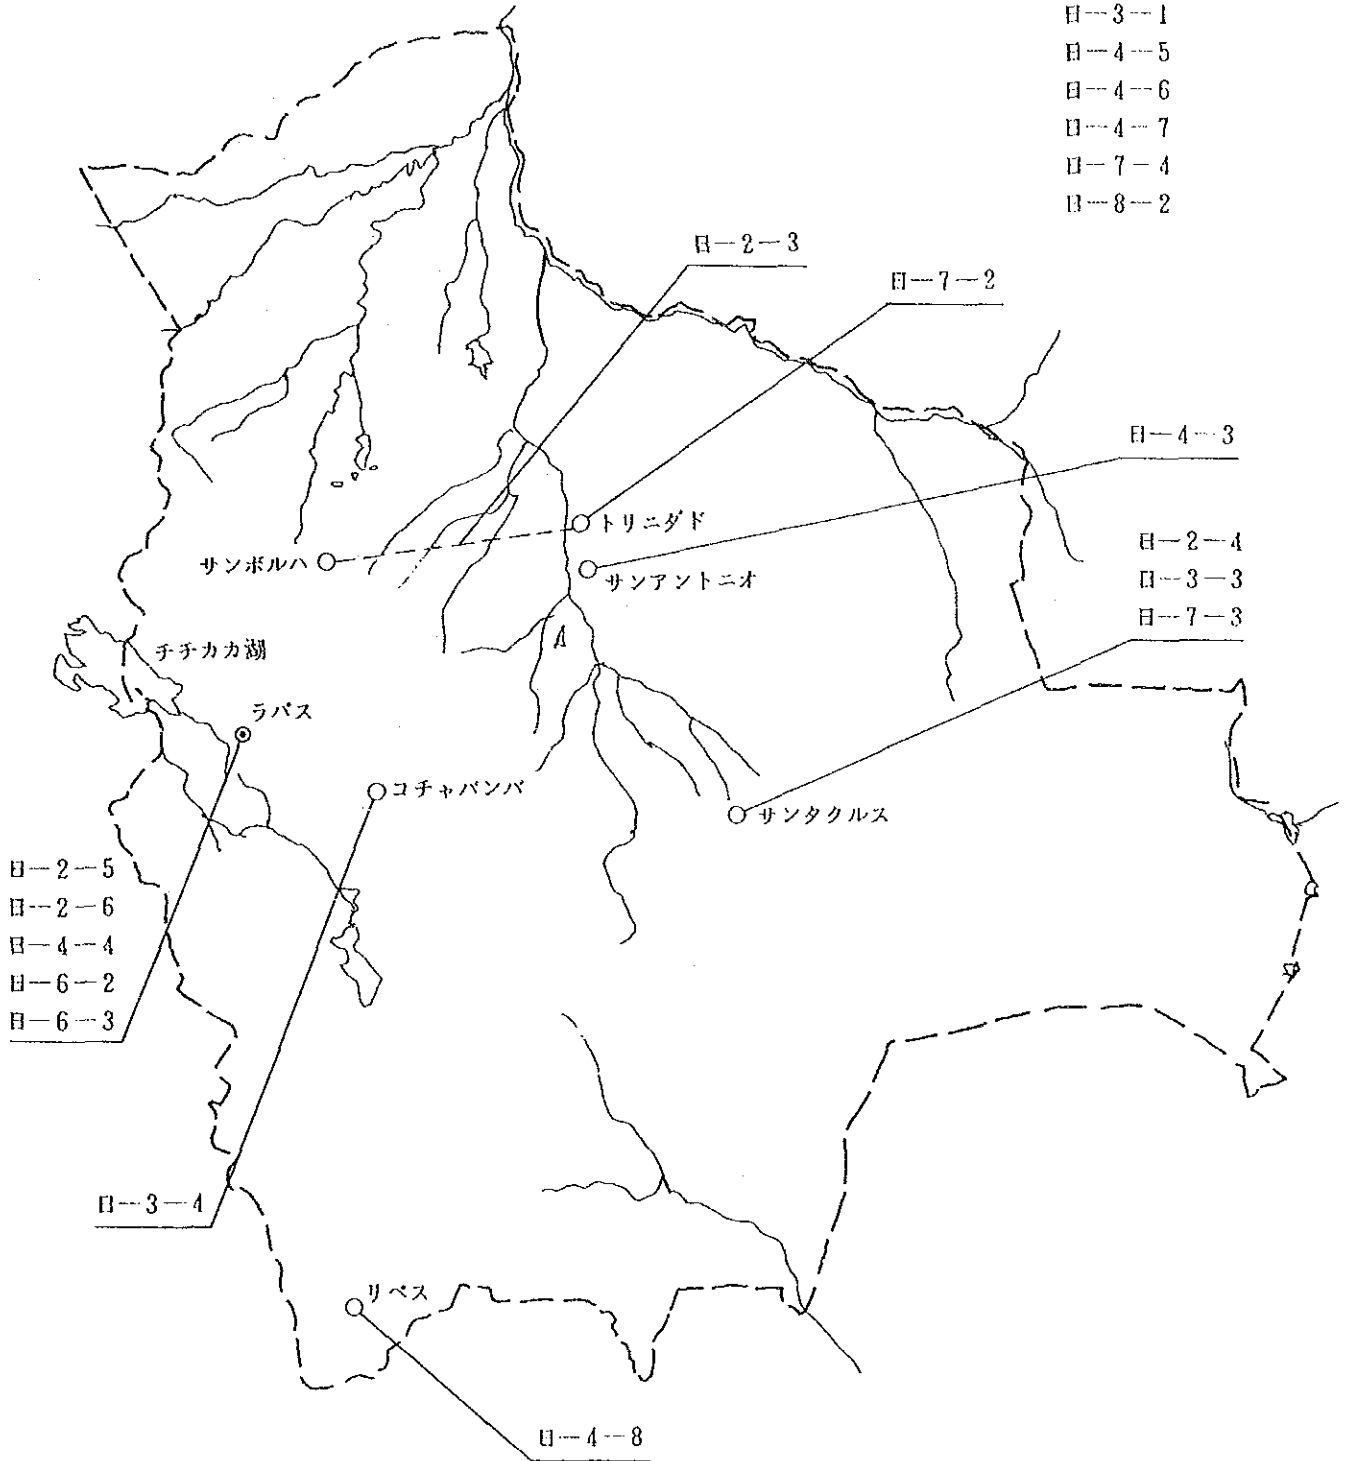 日-3-1
日-4-5
日-4-6
日-4-7
日-7-4
日-8-2
日-2-3
日-7-2
日-4-3
トリニダド
サンボルハ
サンアントニオ
日-2-4
日-3-3
日-7-3
チチカカ湖
ラパス
コチャバンバ
サンタクルス
日-2-5
日-2-6
日-4-4
日-6-2
日-6-3
日-3-4
リペス
日-4-8